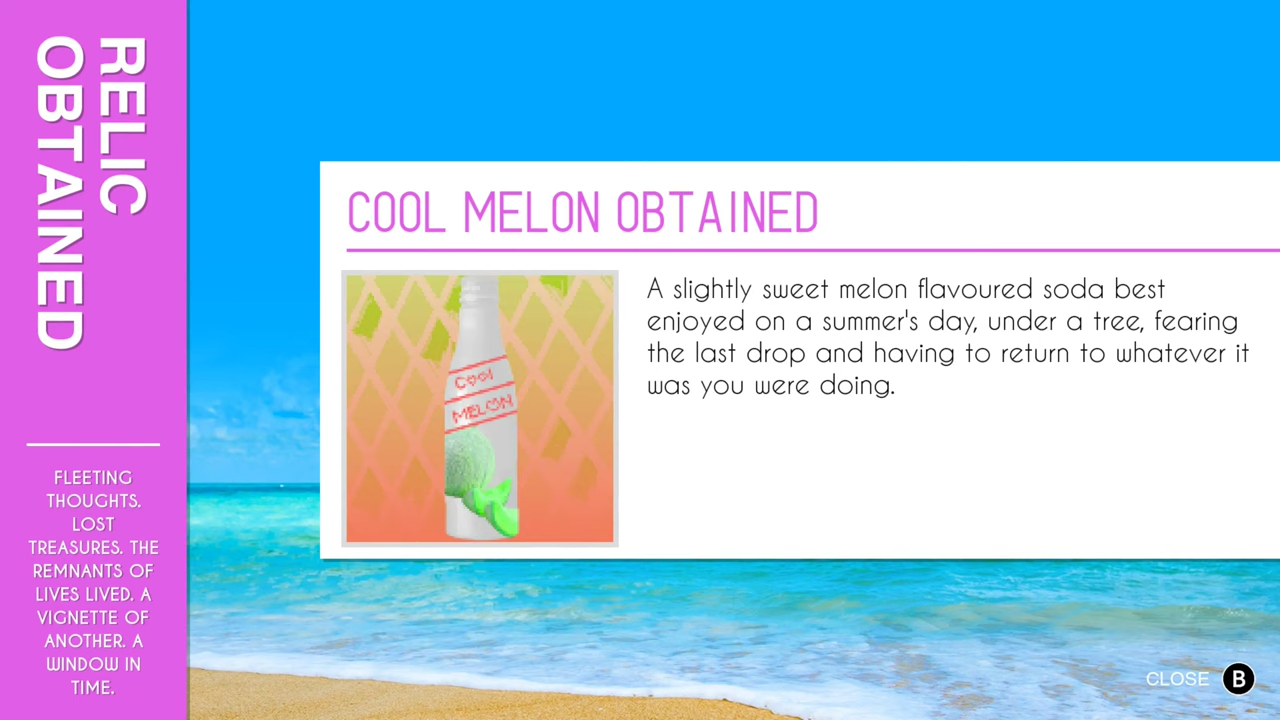 RELIC
OBTAINED
FLEETING
THOUGHTS.
LOST
TREASURES. THE
REMNANTS OF
LIVES LIVED. A
VIGNETTE OF
ANOTHER. A
WINDOW IN
TIME.
COOL MELON OBTAINED
COOL
MELON
A slightly sweet melon flavoured soda best
enjoyed on a summer's day, under a tree, fearing
the last drop and having to return to whatever it
was you were doing.
CLOSE B